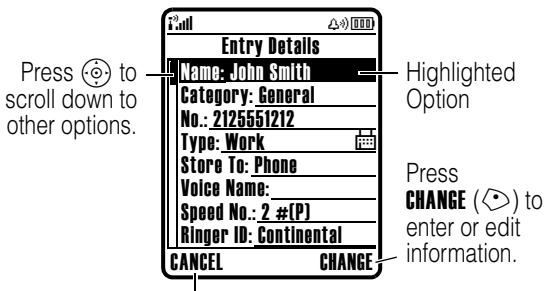 Entry Details
Press to
scroll down to
other options.
Name: John Smith
Category: General
No.: 2125551212
Type: Work
Store To: Phone
Voice Name:
Speed No.: 2 #(P)
Ringer ID: Continental
CANCEL CHANGE
Highlighted
Option
Press
CHANGE ( ) to
enter or edit
information.